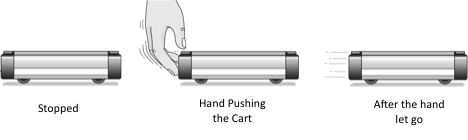 Stopped
Hand Pushing
the Cart
After the hand
let go